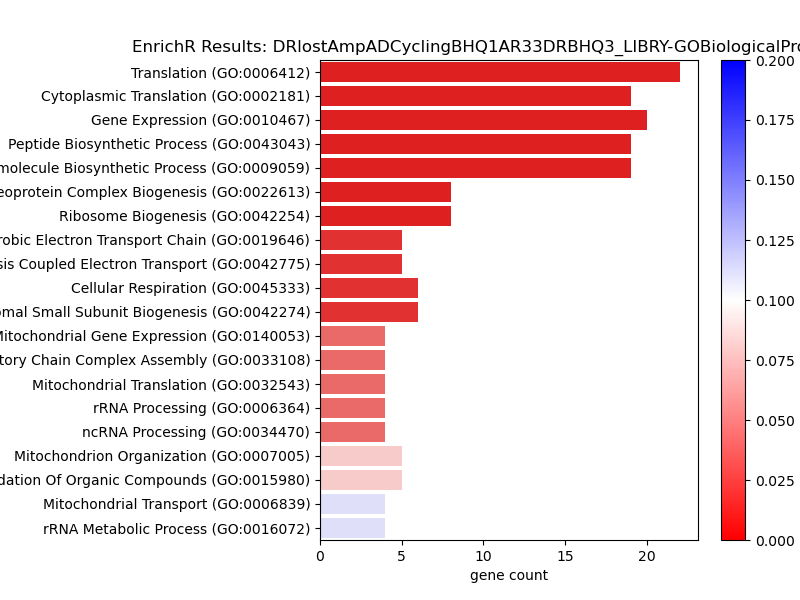 EnrichR Results: DRlostAmpADCyclingBHQ1AR33DRBHQ3_LIBRY-GOBiologicalPro
Translation (GO:0006412)
Cytoplasmic Translation (GO:0002181)
Gene Expression (GO:0010467)
Peptide Biosynthetic Process (GO:0043043)
molecule Biosynthetic Process (GO:0009059)
eoprotein Complex Biogenesis (GO:0022613)
Ribosome Biogenesis (GO:0042254)
robic Electron Transport Chain (GO:0019646)
sis Coupled Electron Transport (GO:0042775)
Cellular Respiration (GO:0045333)
omal Small Subunit Biogenesis (GO:0042274)
Mitochondrial Gene Expression (GO:0140053)
tory Chain Complex Assembly (GO:0033108)
Mitochondrial Translation (GO:0032543)
rRNA Processing (GO:0006364)
ncRNA Processing (GO:0034470)
Mitochondrion Organization (GO:0007005)
dation Of Organic Compounds (GO:0015980)
Mitochondrial Transport (GO:0006839)
rRNA Metabolic Process (GO:0016072)
0 5 10 15 20
gene count
0.200
0.175
0.150
0.125
0.100
0.075
0.050
0.025
0.000